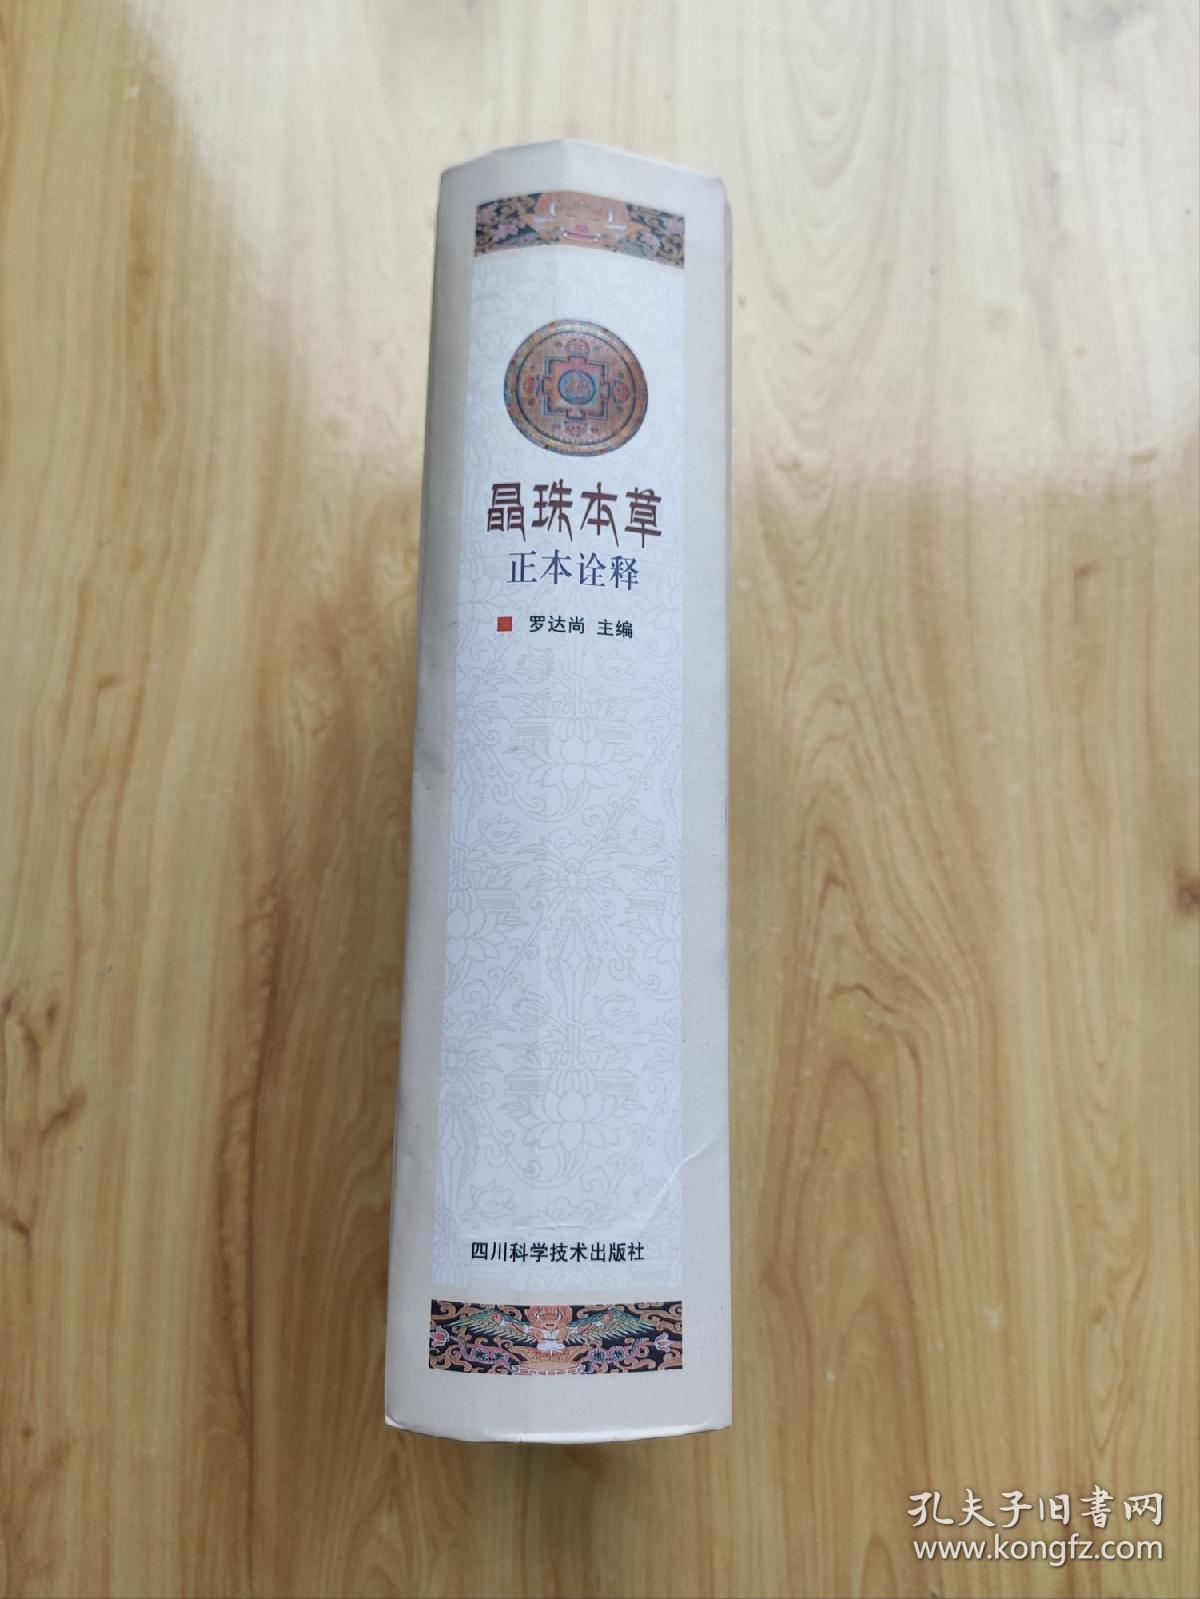 晶珠本草
正本诠释
罗达尚 主编
四川科学技术出版社
孔夫子旧书网
www.kongfz.com